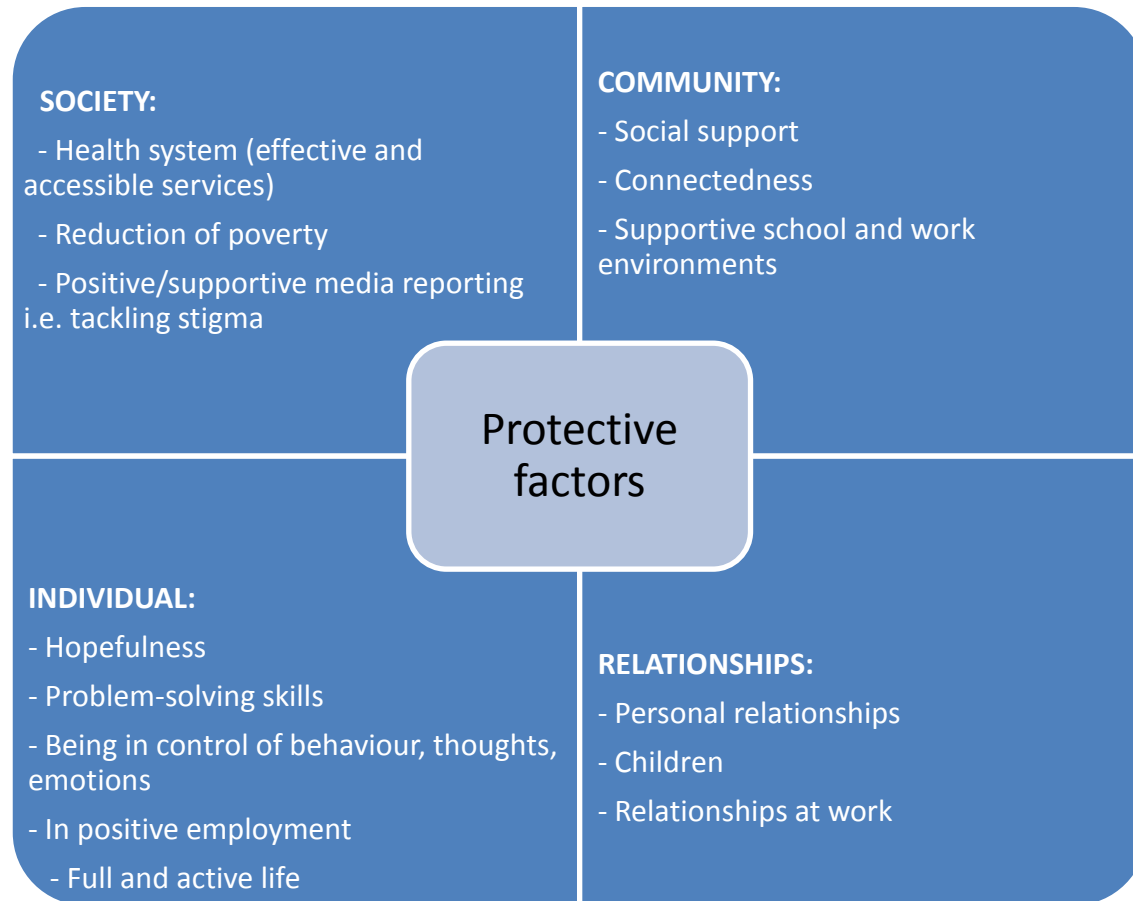 SOCIETY:
- Health system (effective and
accessible services)
- Reduction of poverty
- Positive/supportive media reporting
i.e. tackling stigma
COMMUNITY:
- Social support
- Connectedness
- Supportive school and work
environments
Protective
factors
INDIVIDUAL:
- Hopefulness
- Problem-solving skills
- Being in control of behaviour, thoughts,
emotions
- In positive employment
- Full and active life
RELATIONSHIPS:
- Personal relationships
- Children
- Relationships at work